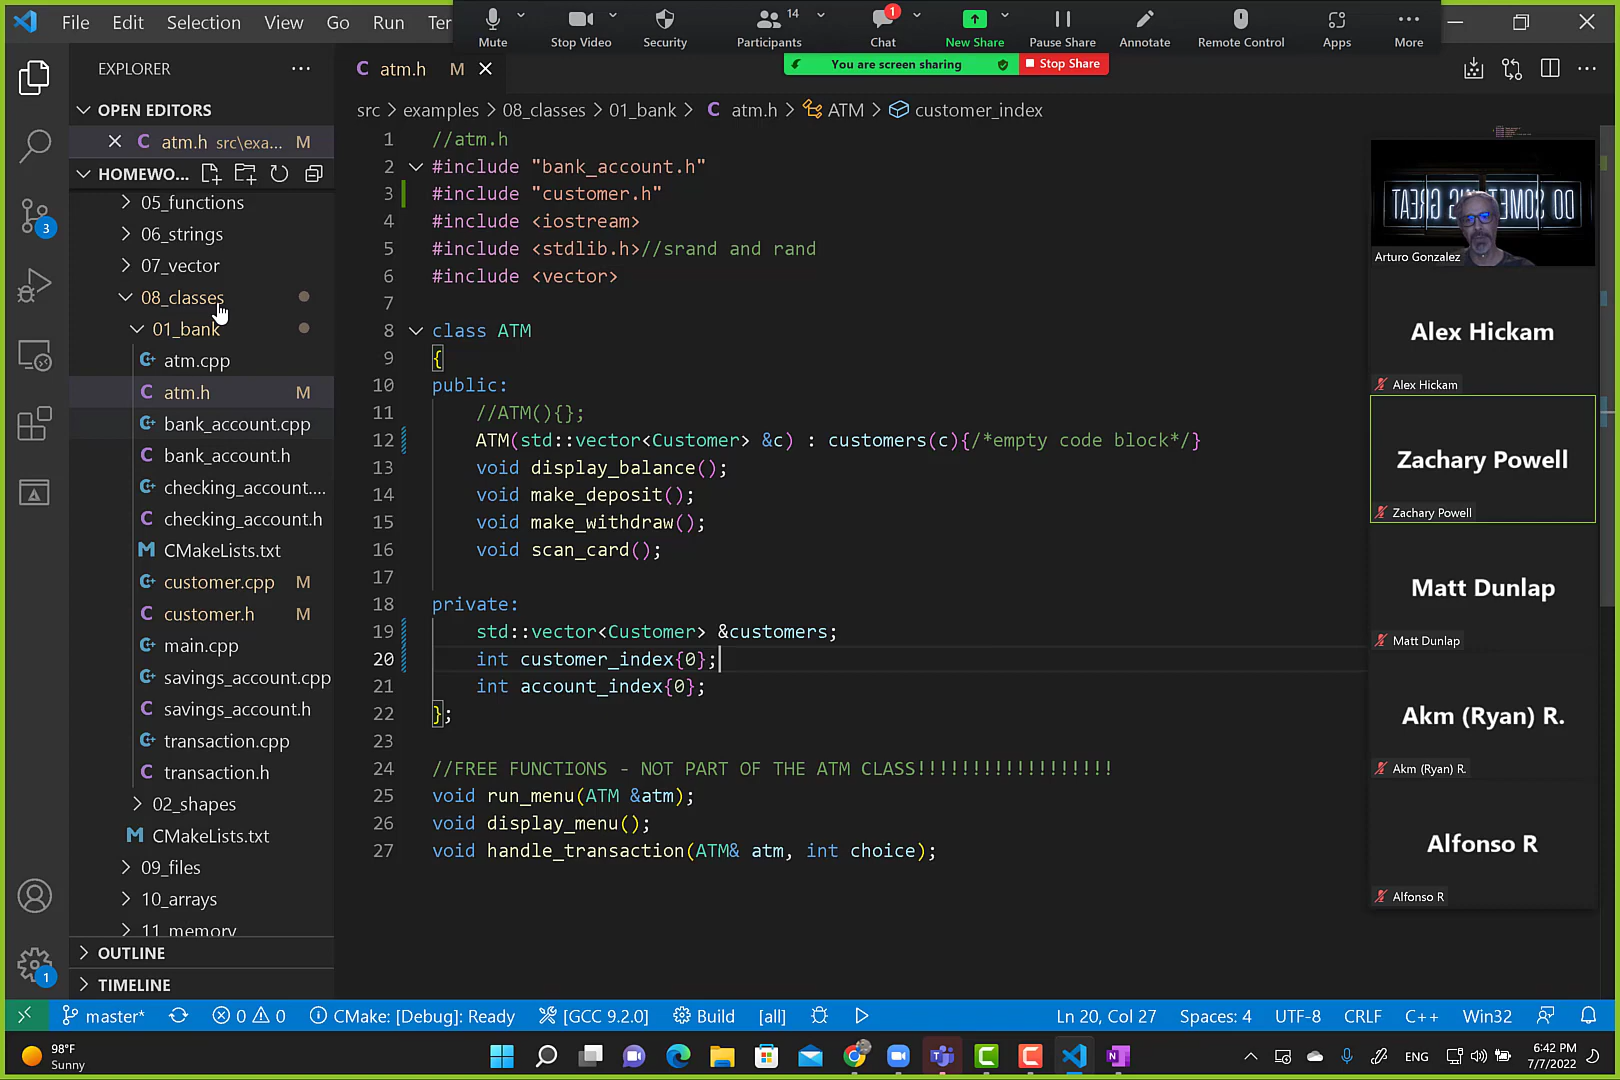 File Edit Selection View Go Run Ter
Mute
Stop Video
Security
14
Participants
1
Chat
New Share
Pause Share
Annotate
Remote Control
Apps
More
You are screen sharing
Stop Share
EXPLORER
OPEN EDITORS
atm.h src\exa... M
HOMEWO...
05_functions
06_strings
07_vector
08_classes
01_bank
atm.cpp
atm.h M
bank_account.cpp
bank_account.h
checking_account....
checking_account.h
CMakeLists.txt
customer.cpp M
customer.h M
main.cpp
savings_account.cpp
savings_account.h
transaction.cpp
transaction.h
02_shapes
CMakeLists.txt
09_files
10_arrays
11_memory
OUTLINE
TIMELINE
3
1
C atm.h M
src > examples > 08_classes > 01_bank > C atm.h > ATM > customer_index
1 //atm.h
2 #include "bank_account.h"
3 #include "customer.h"
4 #include <iostream>
5 #include <stdlib.h>//srand and rand
6 #include <vector>
7
8 class ATM
9 {
10 public:
11 //ATM(){};
12 ATM(std::vector<Customer> &c) : customers(c){/*empty code block*/}
13 void display_balance();
14 void make_deposit();
15 void make_withdraw();
16 void scan_card();
17
18 private:
19 std::vector<Customer> &customers;
20 int customer_index{0};
21 int account_index{0};
22 };
23
24 //FREE FUNCTIONS - NOT PART OF THE ATM CLASS!!!!!!!!!!!!!!!!!!
25 void run_menu(ATM &atm);
26 void display_menu();
27 void handle_transaction(ATM& atm, int choice);
Arturo Gonzalez
Alex Hickam
Alex Hickam
Zachary Powell
Zachary Powell
Matt Dunlap
Matt Dunlap
Akm (Ryan) R.
Akm (Ryan) R.
Alfonso R
Alfonso R
master* 0 0 CMake: [Debug]: Ready [GCC 9.2.0] Build [all] Ln 20, Col 27 Spaces: 4 UTF-8 CRLF C++ Win32
98°F
Sunny
ENG
6:42 PM
7/7/2022